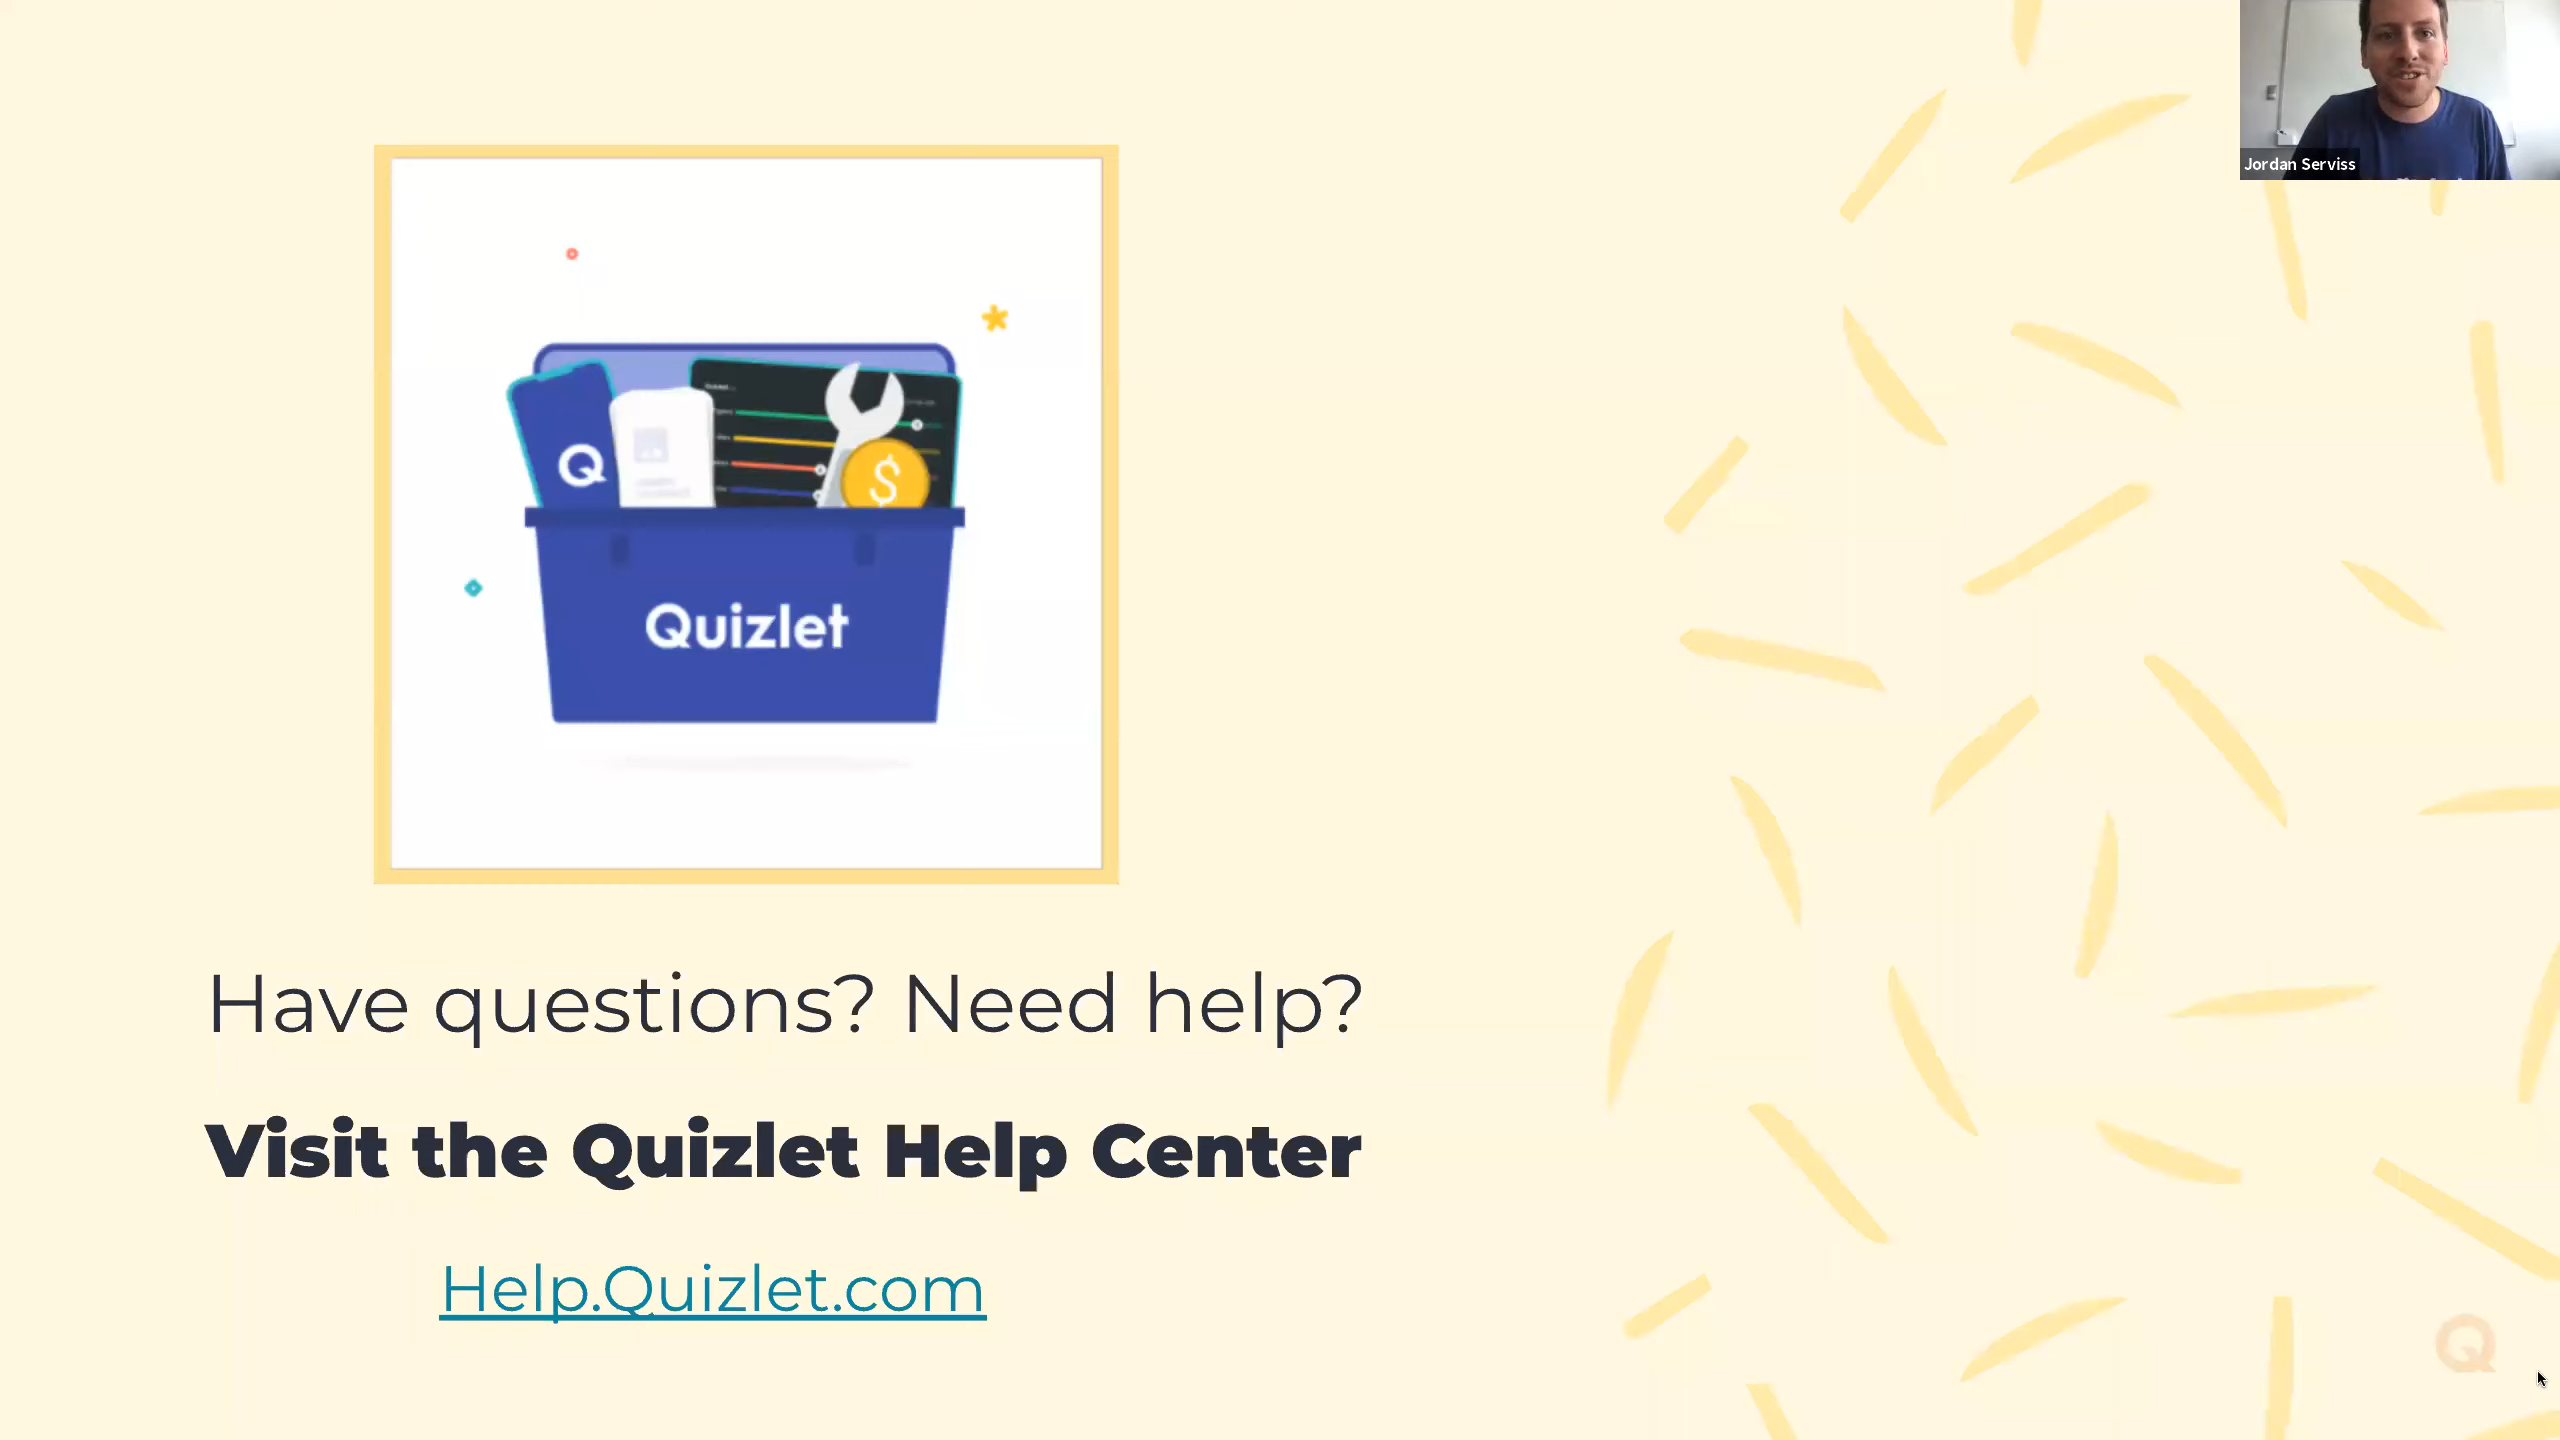 Jordan Serviss
Q
$
Quizlet
Have questions? Need help?
Visit the Quizlet Help Center
Help.Quizlet.com
Q